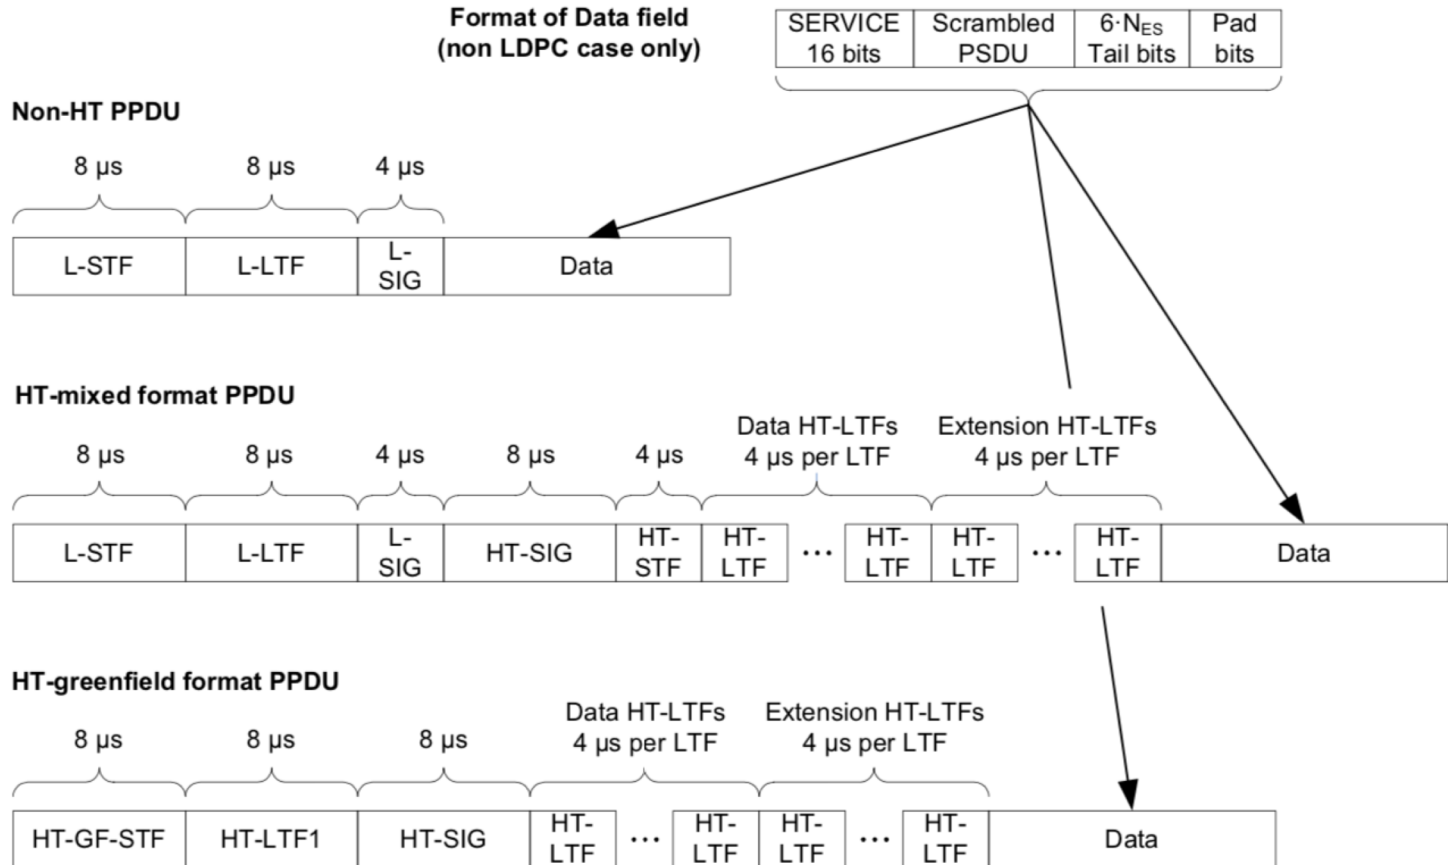 Format of Data field
(non LDPC case only)
SERVICE
16 bits
Scrambled
PSDU
6·N_ES
Tail bits
Pad
bits
Non-HT PPDU
8 µs
8 µs
4 µs
L-STF
L-LTF
L-
SIG
Data
HT-mixed format PPDU
8 µs
8 µs
4 µs
8 µs
4 µs
Data HT-LTFs
4 µs per LTF
Extension HT-LTFs
4 µs per LTF
L-STF
L-LTF
L-
SIG
HT-SIG
HT-
STF
HT-
LTF
...
HT-
LTF
HT-
LTF
...
HT-
LTF
Data
HT-greenfield format PPDU
8 µs
8 µs
8 µs
Data HT-LTFs
4 µs per LTF
Extension HT-LTFs
4 µs per LTF
HT-GF-STF
HT-LTF1
HT-SIG
HT-
LTF
...
HT-
LTF
HT-
LTF
...
HT-
LTF
Data